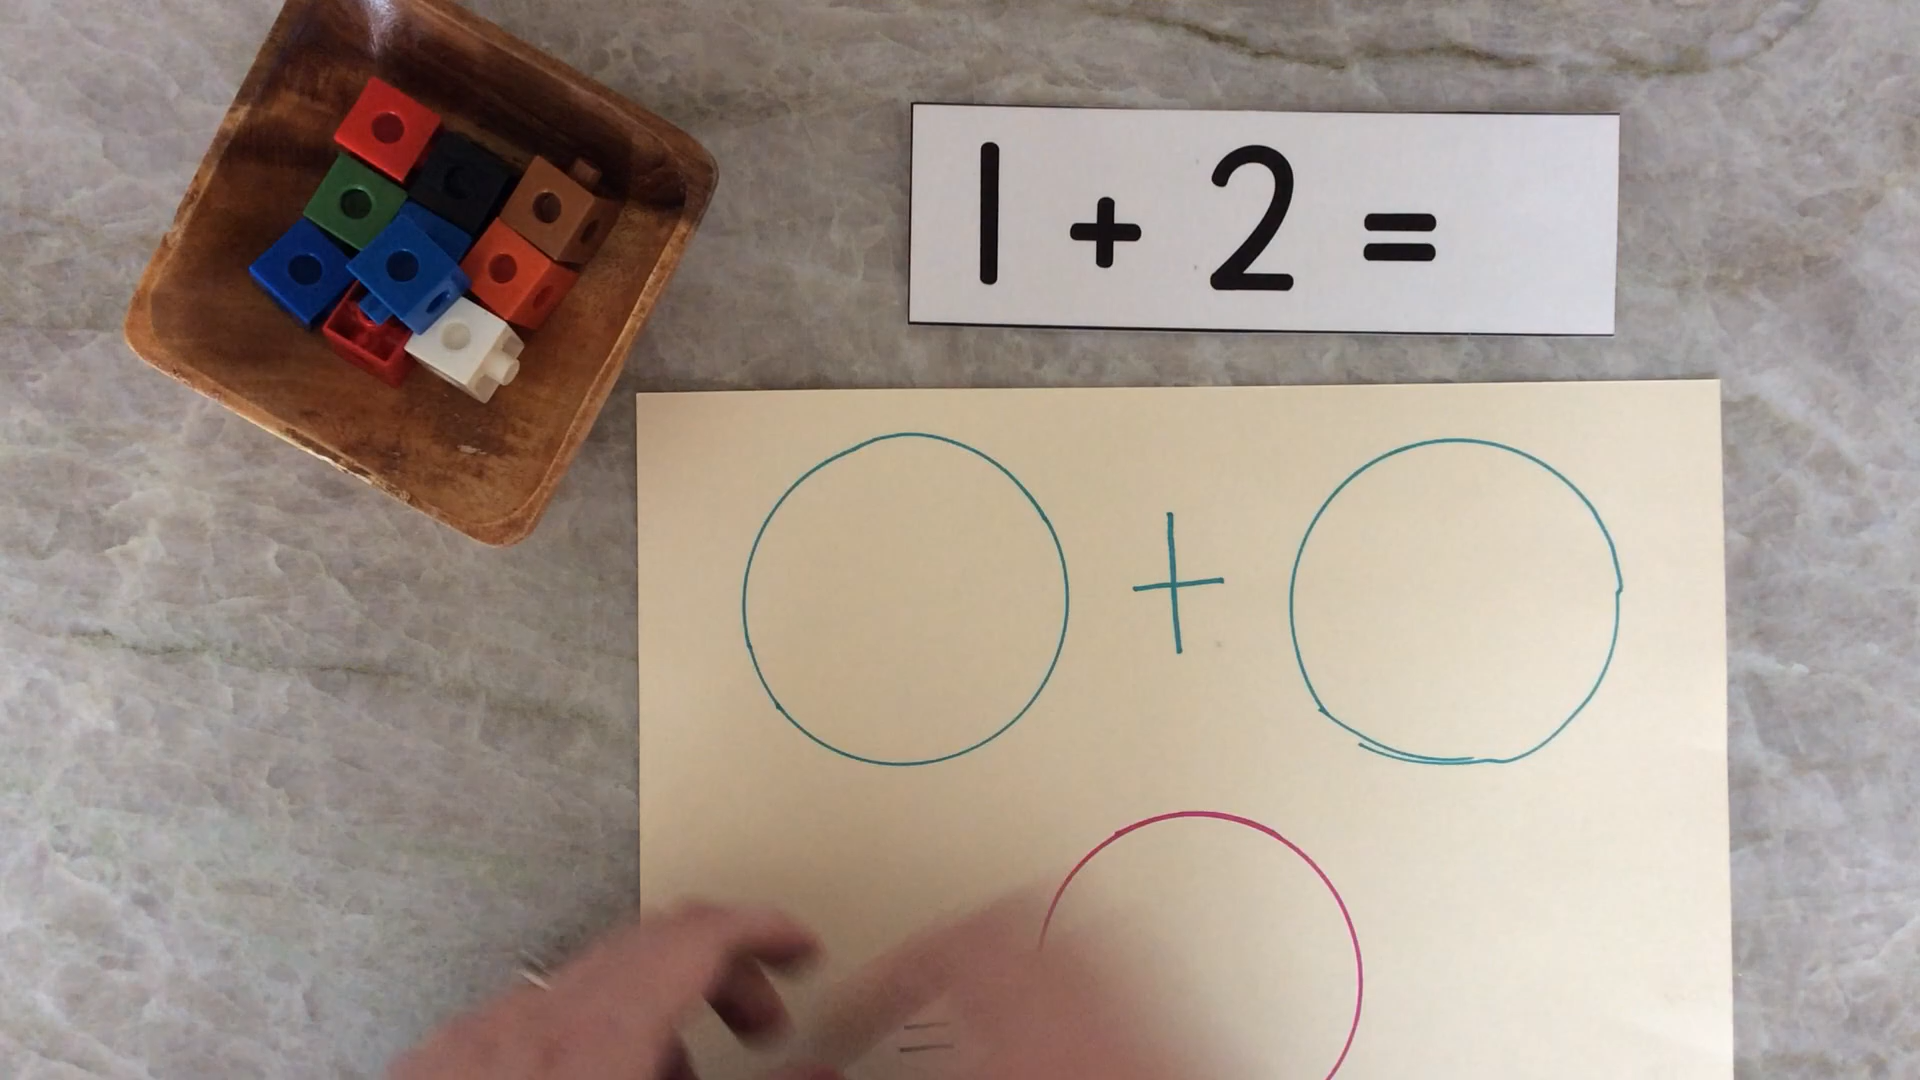 1 + 2 =
+
=